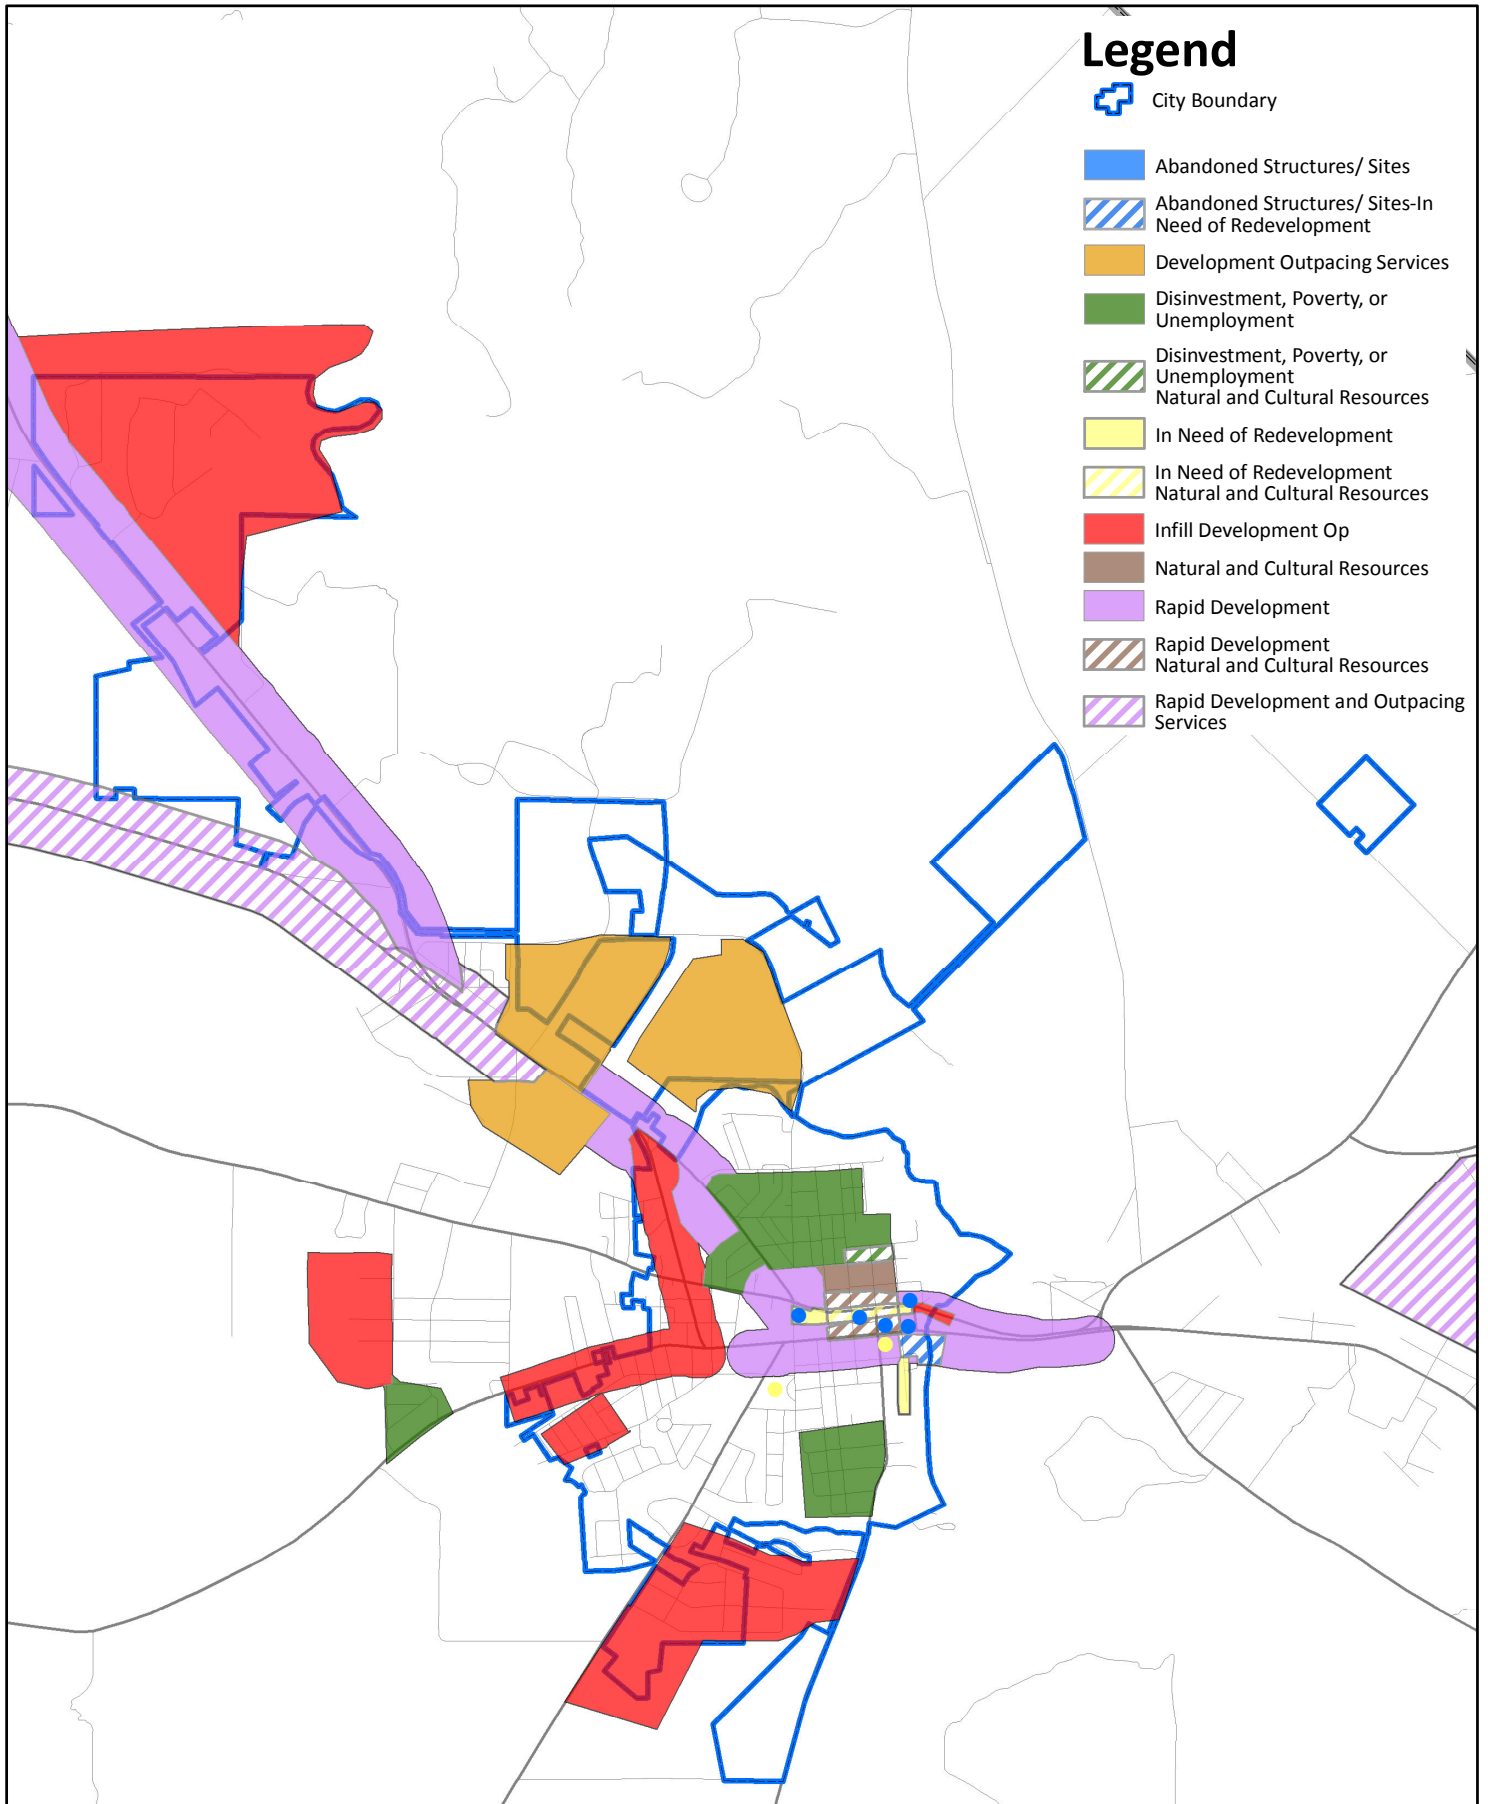 Legend
City Boundary
Abandoned Structures/ Sites
Abandoned Structures/ Sites-In
Need of Redevelopment
Development Outpacing Services
Disinvestment, Poverty, or
Unemployment
Disinvestment, Poverty, or
Unemployment
Natural and Cultural Resources
In Need of Redevelopment
In Need of Redevelopment
Natural and Cultural Resources
Infill Development Op
Natural and Cultural Resources
Rapid Development
Rapid Development
Natural and Cultural Resources
Rapid Development and Outpacing
Services